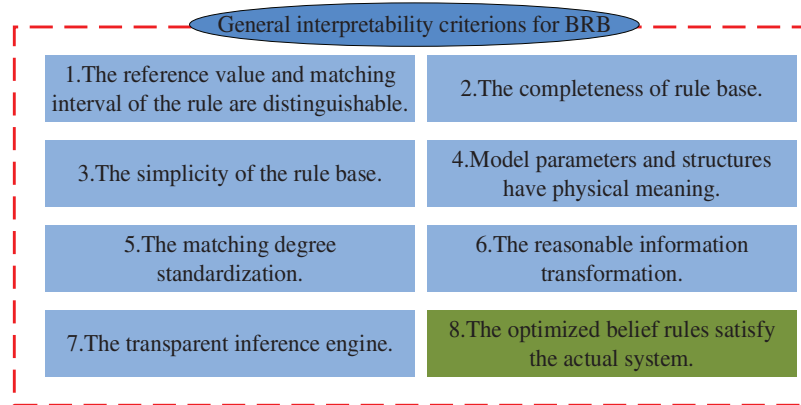 General interpretability criterions for BRB
1.The reference value and matching
interval of the rule are distinguishable.
2.The completeness of rule base.
3.The simplicity of the rule base.
4.Model parameters and structures
have physical meaning.
5.The matching degree
standardization.
6.The reasonable information
transformation.
7.The transparent inference engine.
8.The optimized belief rules satisfy
the actual system.